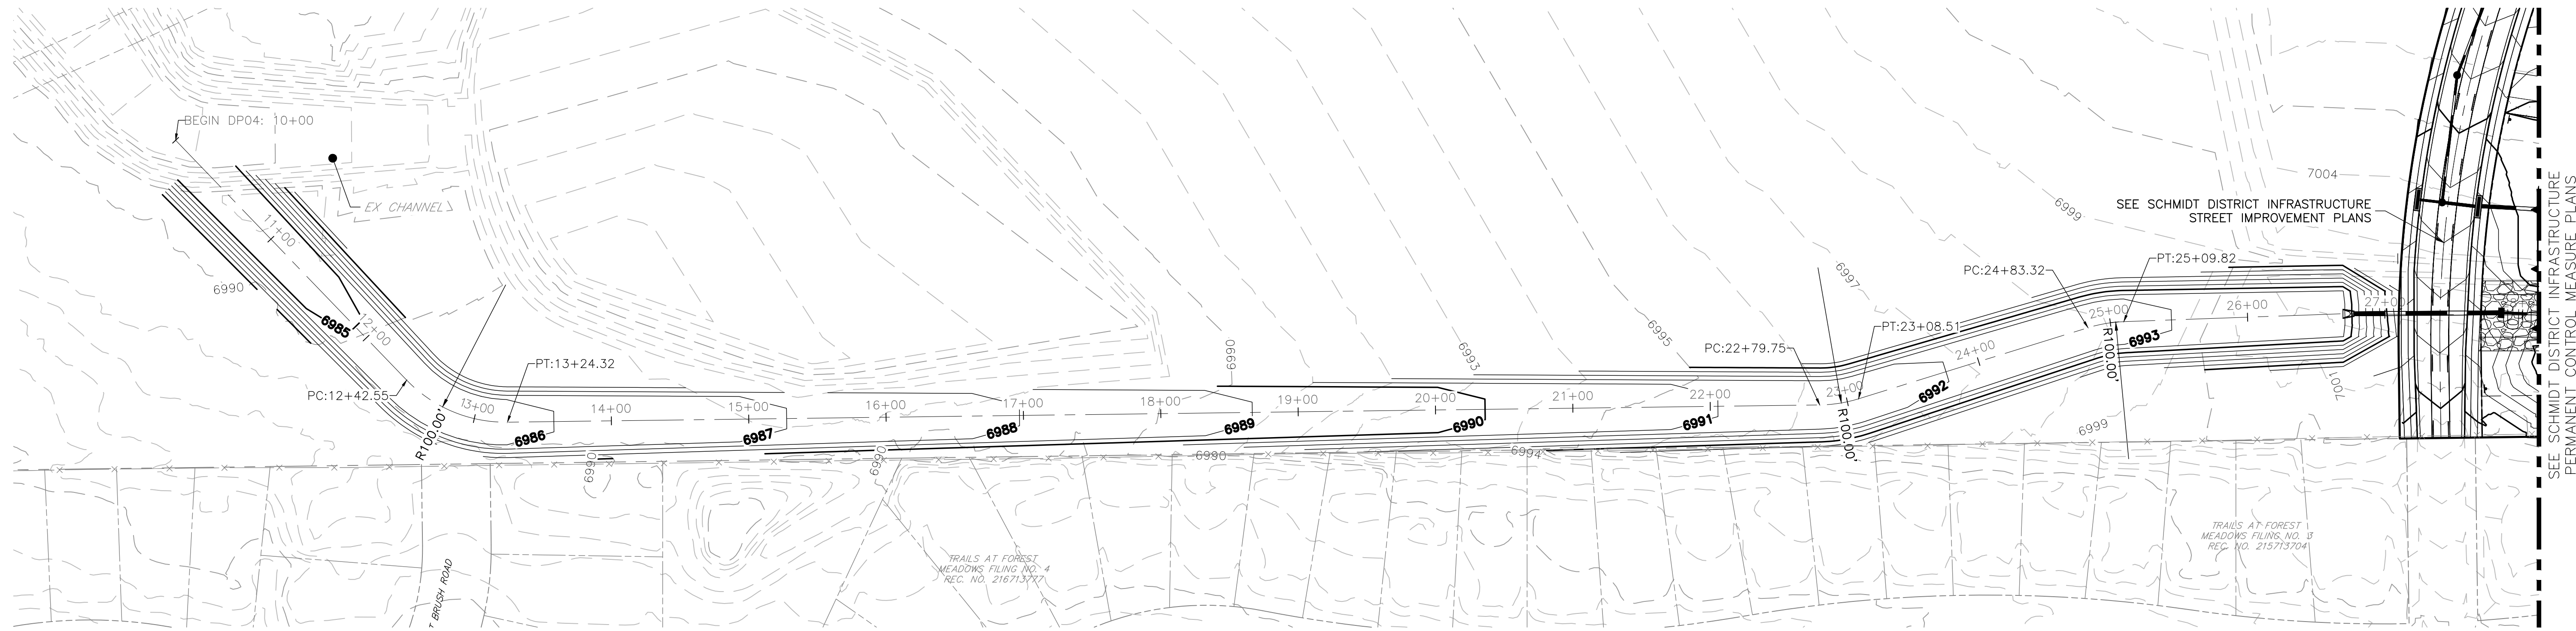 BEGIN DP04: 10+00
EX CHANNEL
11+00
12+00
6990
6985
PC:12+42.55
R100.00'
PT:13+24.32
13+00
14+00
15+00
16+00
17+00
18+00
19+00
20+00
21+00
22+00
23+00
24+00
25+00
26+00
27+00
6986
6987
6988
6989
6990
6991
6992
6993
6990
6990
6990
6990
6993
6994
6995
6997
6999
7004
PC:22+79.75
PT:23+08.51
R100.00'
PC:24+83.32
PT:25+09.82
R100.00'
6999
7001
SEE SCHMIDT DISTRICT INFRASTRUCTURE
STREET IMPROVEMENT PLANS
SEE SCHMIDT DISTRICT INFRASTRUCTURE
PERMANENT CONTROL MEASURE PLANS
TRAILS AT FOREST
MEADOWS FILING NO. 4
REC. NO. 216713777
TRAILS AT FOREST
MEADOWS FILING NO. 3
REC. NO. 215713704
T BRUSH ROAD